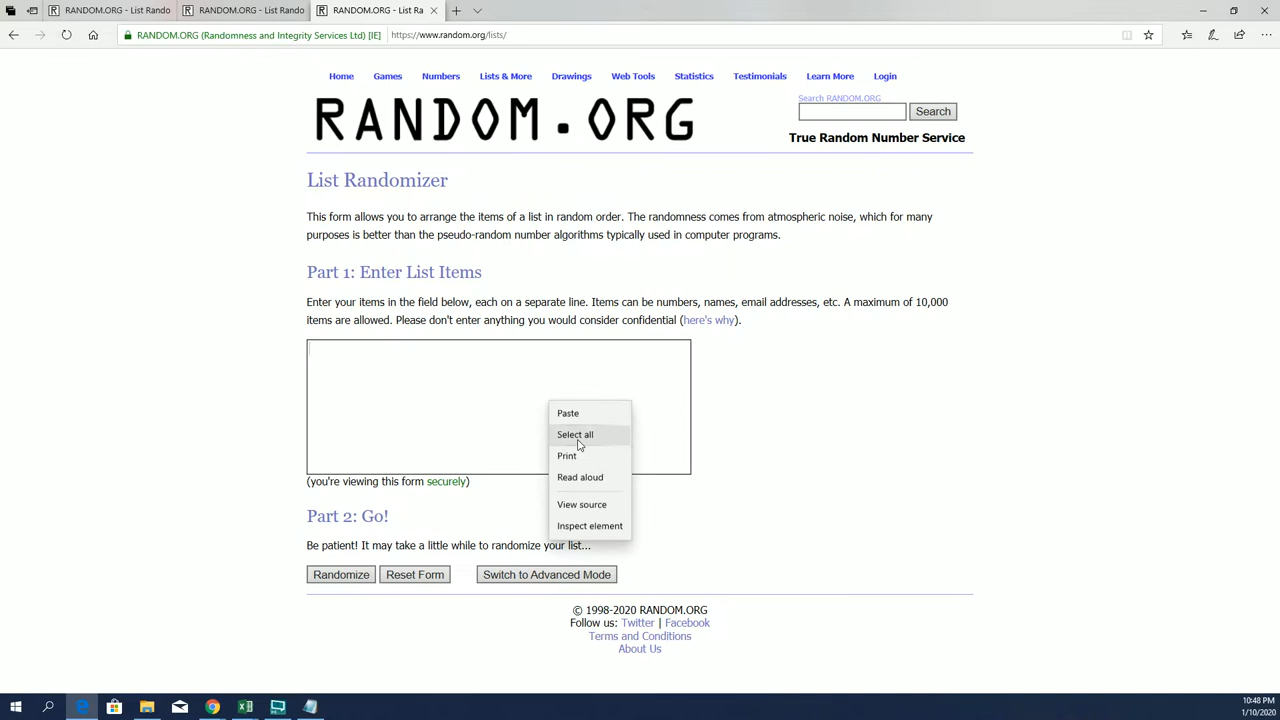 RANDOM.ORG - List Rando
RANDOM.ORG - List Rando
RANDOM.ORG - List Ra
RANDOM.ORG (Randomness and Integrity Services Ltd) [IE]
https://www.random.org/lists/
Home Games Numbers Lists & More Drawings Web Tools Statistics Testimonials Learn More Login
RANDOM.ORG
Search RANDOM.ORG
Search
True Random Number Service
List Randomizer
This form allows you to arrange the items of a list in random order. The randomness comes from atmospheric noise, which for many
purposes is better than the pseudo-random number algorithms typically used in computer programs.
Part 1: Enter List Items
Enter your items in the field below, each on a separate line. Items can be numbers, names, email addresses, etc. A maximum of 10,000
items are allowed. Please don't enter anything you would consider confidential (here's why).
Paste
Select all
Print
Read aloud
View source
Inspect element
(you're viewing this form securely)
Part 2: Go!
Be patient! It may take a little while to randomize your list...
Randomize Reset Form Switch to Advanced Mode
© 1998-2020 RANDOM.ORG
Follow us: Twitter | Facebook
Terms and Conditions
About Us
10:48 PM
1/10/2020